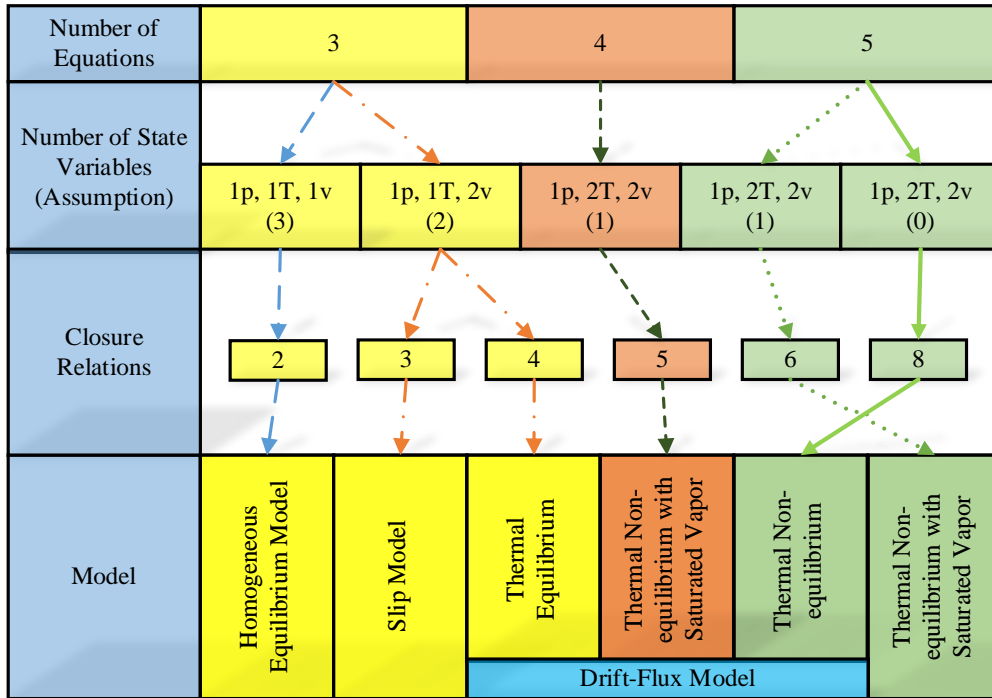 Number of
Equations
3
4
5
Number of State
Variables
(Assumption)
1p, 1T, 1v
(3)
1p, 1T, 2v
(2)
1p, 2T, 2v
(1)
1p, 2T, 2v
(1)
1p, 2T, 2v
(0)
Closure
Relations
2
3
4
5
6
8
Model
Homogeneous
Equilibrium Model
Slip Model
Thermal
Equilibrium
Thermal Non-
equilibrium with
Saturated Vapor
Thermal Non-
equilibrium
Thermal Non-
equilibrium with
Saturated Vapor
Drift-Flux Model